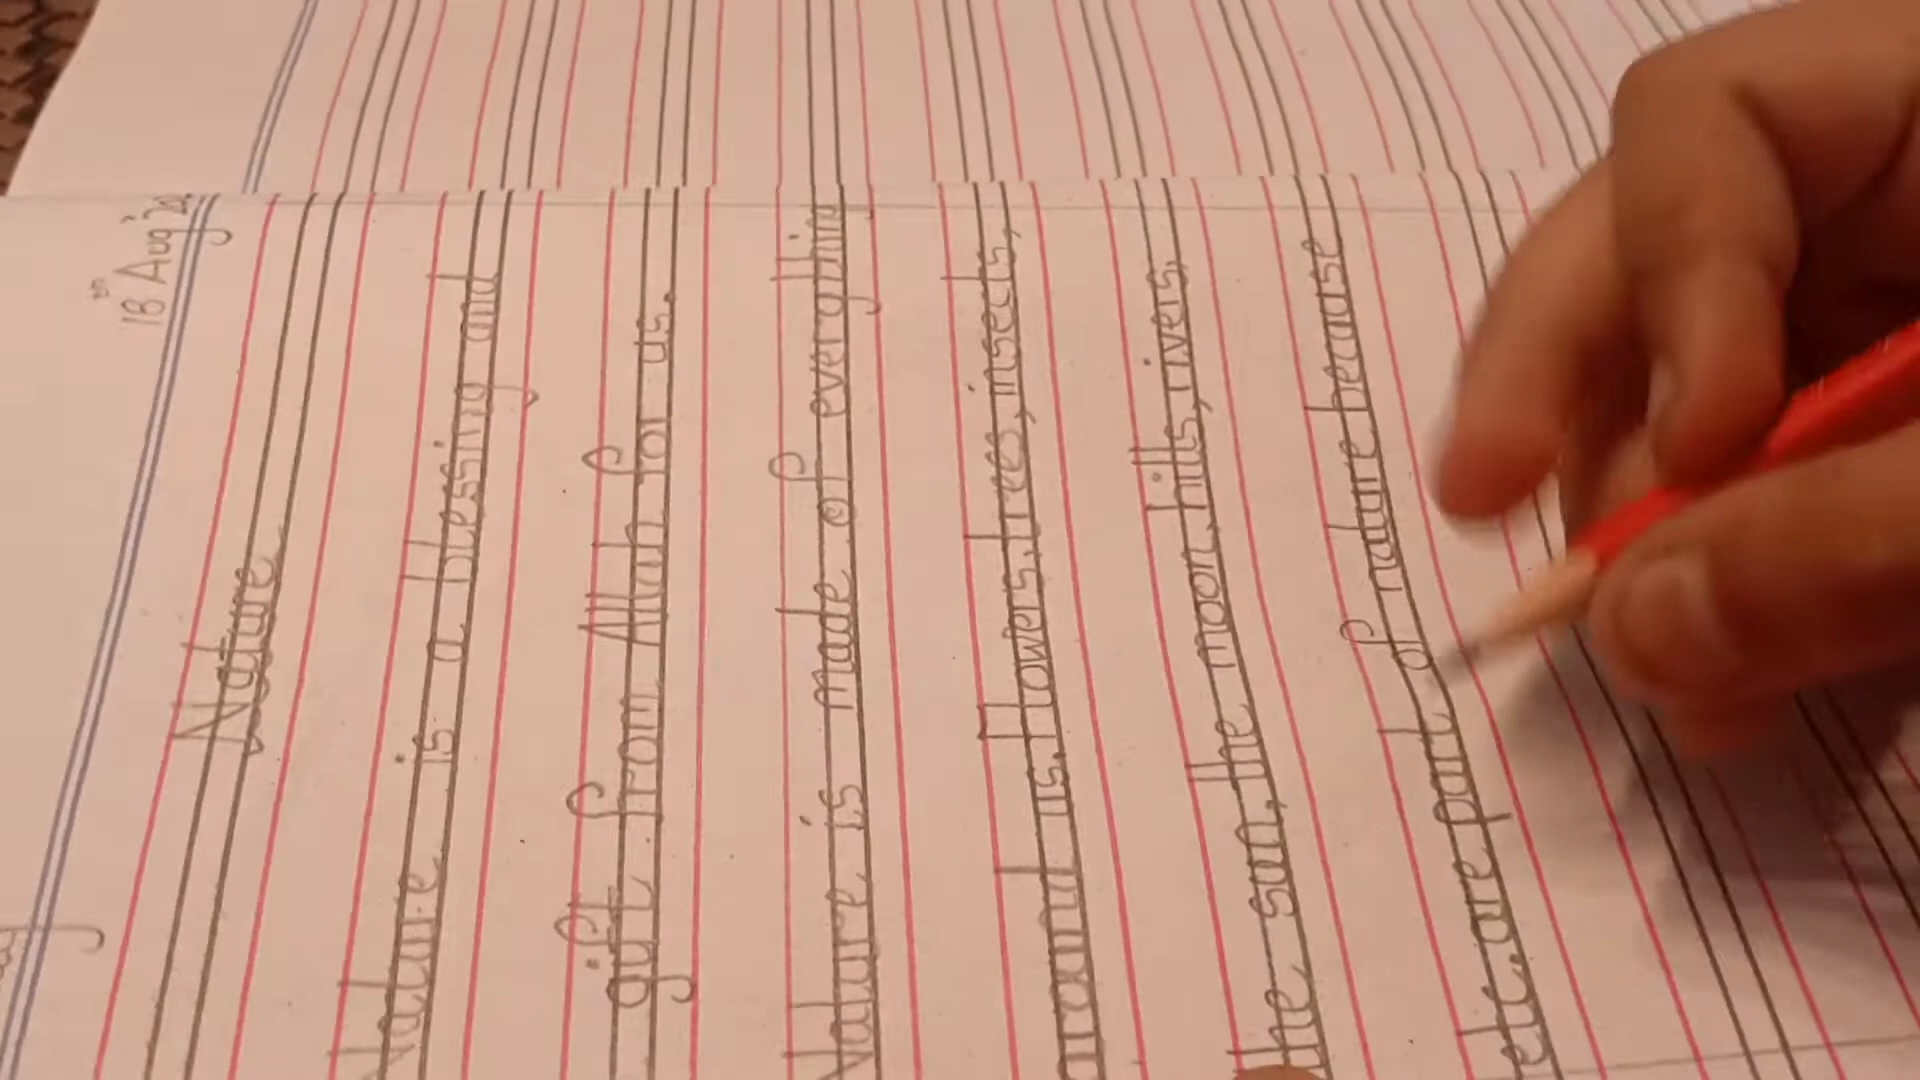 18th Aug'20
Nature
Nature is a blessing and
gift from Allah for us.
Nature is made of everything
around us. Flowers, trees, insects,
the sun, the moon, hills, rivers,
etc. are part of nature because